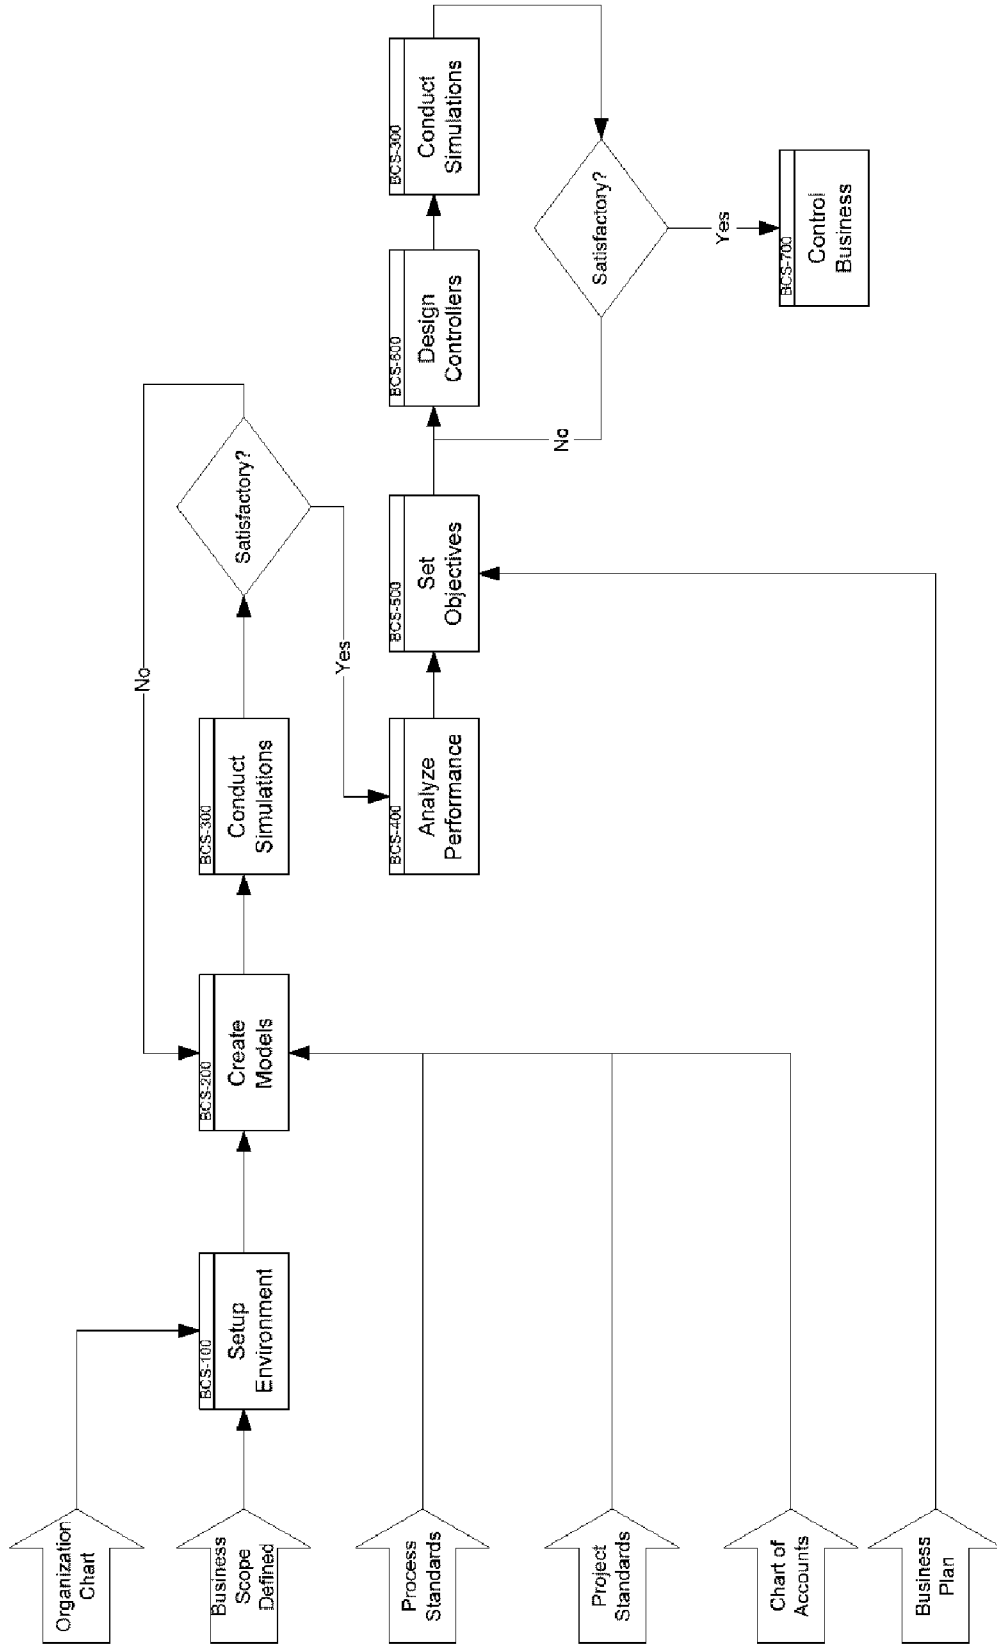 Organization
Chart
Business
Scope
Defined
Process
Standards
Project
Standards
Chart of
Accounts
Business
Plan
BCS-100
Setup
Environment
BCS-200
Create
Models
BCS-300
Conduct
Simulations
Satisfactory?
No
Yes
BCS-400
Analyze
Performance
BCS-500
Set
Objectives
BCS-600
Design
Controllers
BCS-300
Conduct
Simulations
Satisfactory?
No
Yes
BCS-700
Control
Business